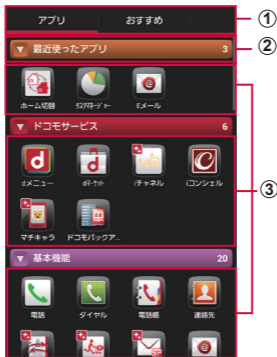 アプリ おすすめ ①
最近使ったアプリ 3 ②
ホーム切替 タスクマネージャー Eメール
③
ドコモサービス 6
dメニュー dマーケット iチャネル iコンシェル
マチキャラ ドコモバックア..
基本機能 20
電話 ダイヤル 電話帳 連絡先